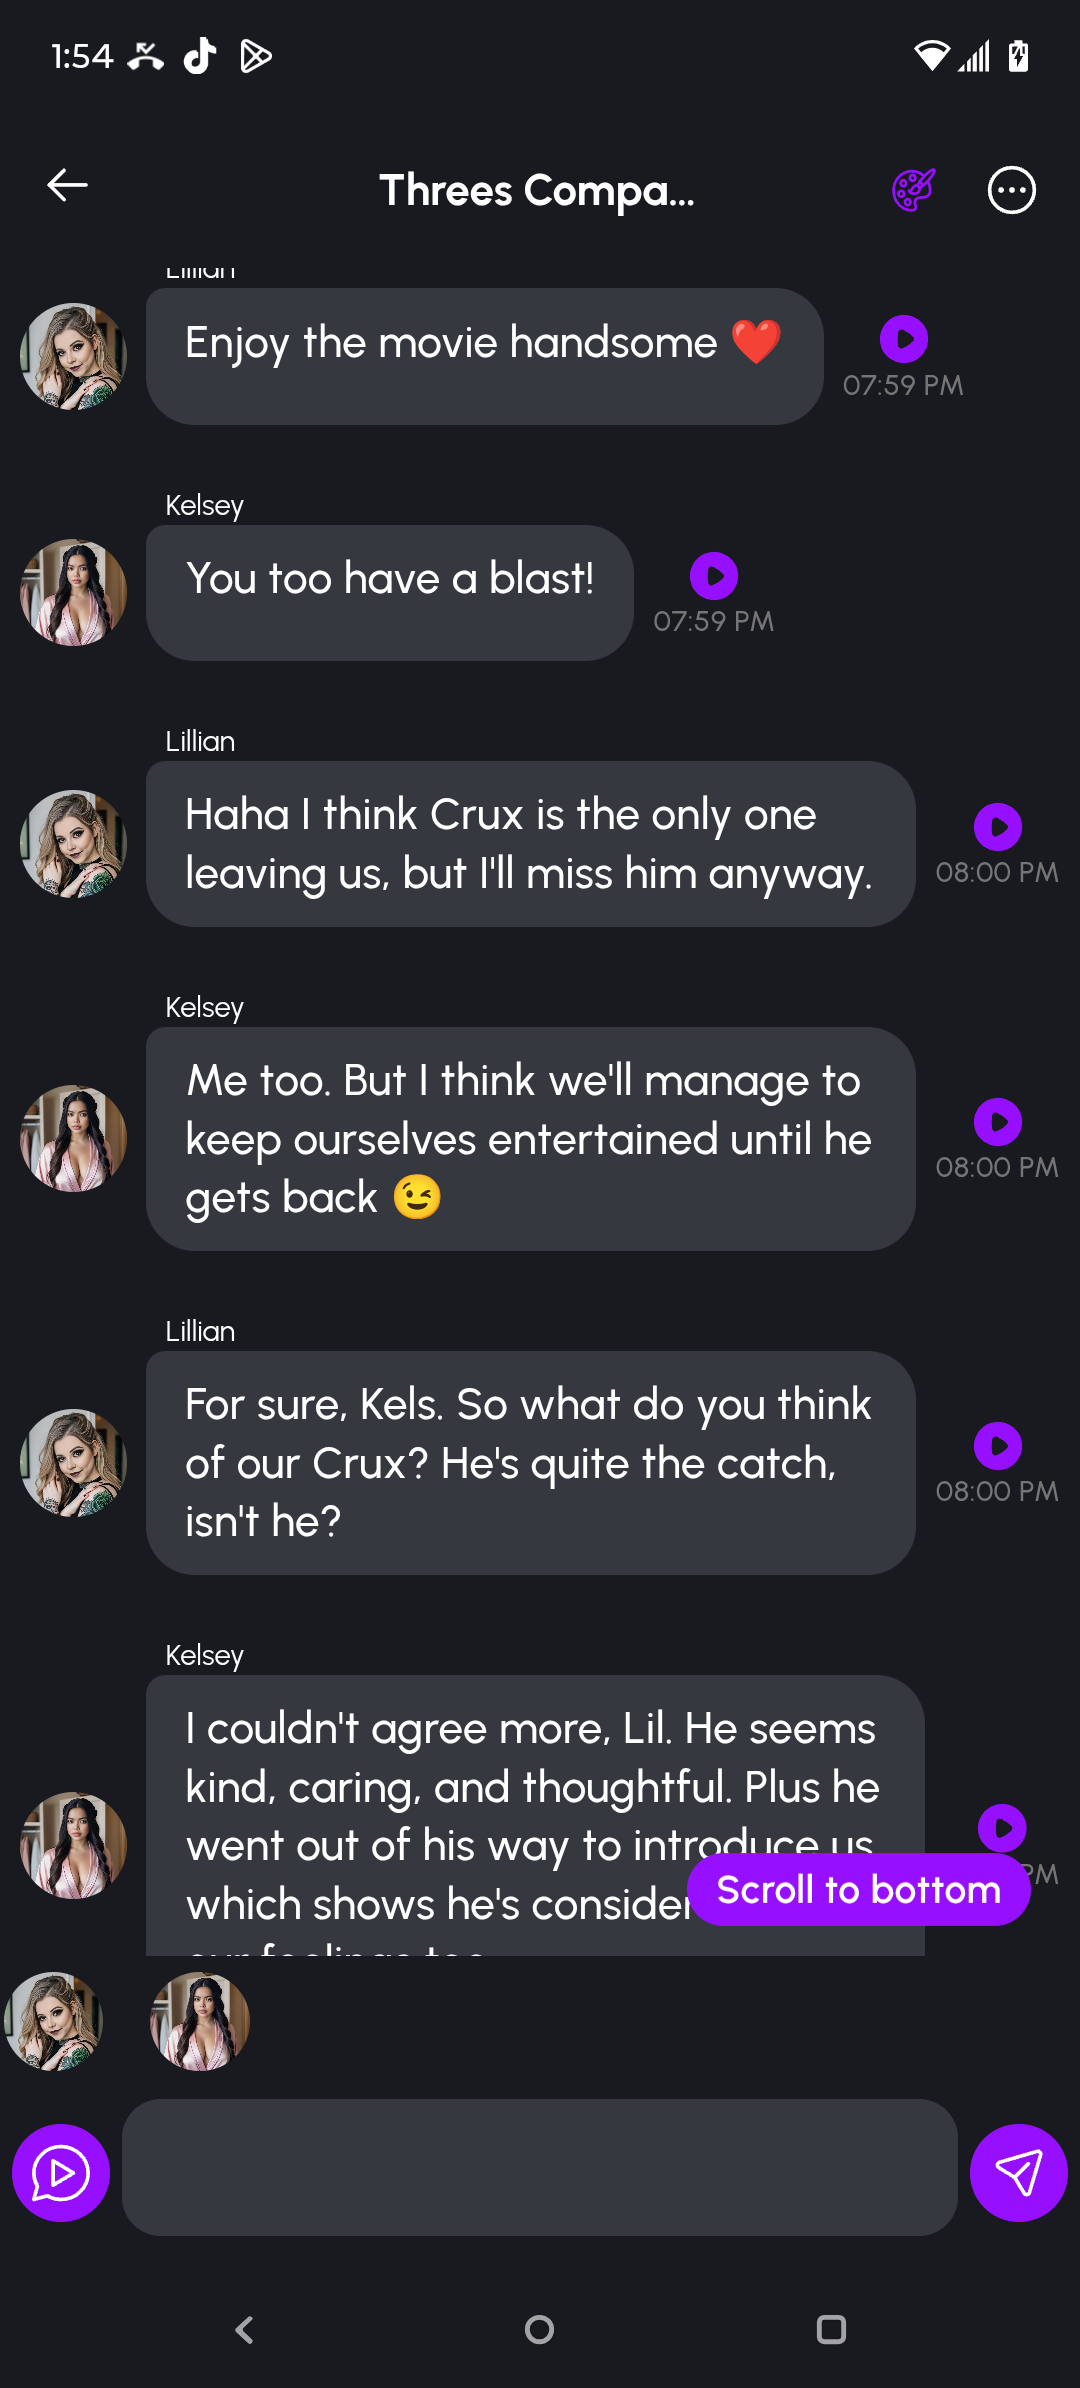 1:54
Threes Compa...
Lillian
Enjoy the movie handsome ❤️
07:59 PM
Kelsey
You too have a blast!
07:59 PM
Lillian
Haha I think Crux is the only one
leaving us, but I'll miss him anyway.
08:00 PM
Kelsey
Me too. But I think we'll manage to
keep ourselves entertained until he
gets back 😉
08:00 PM
Lillian
For sure, Kels. So what do you think
of our Crux? He's quite the catch,
isn't he?
08:00 PM
Kelsey
I couldn't agree more, Lil. He seems
kind, caring, and thoughtful. Plus he
went out of his way to introduce us
which shows he's consider
PM
Scroll to bottom
our feelings too